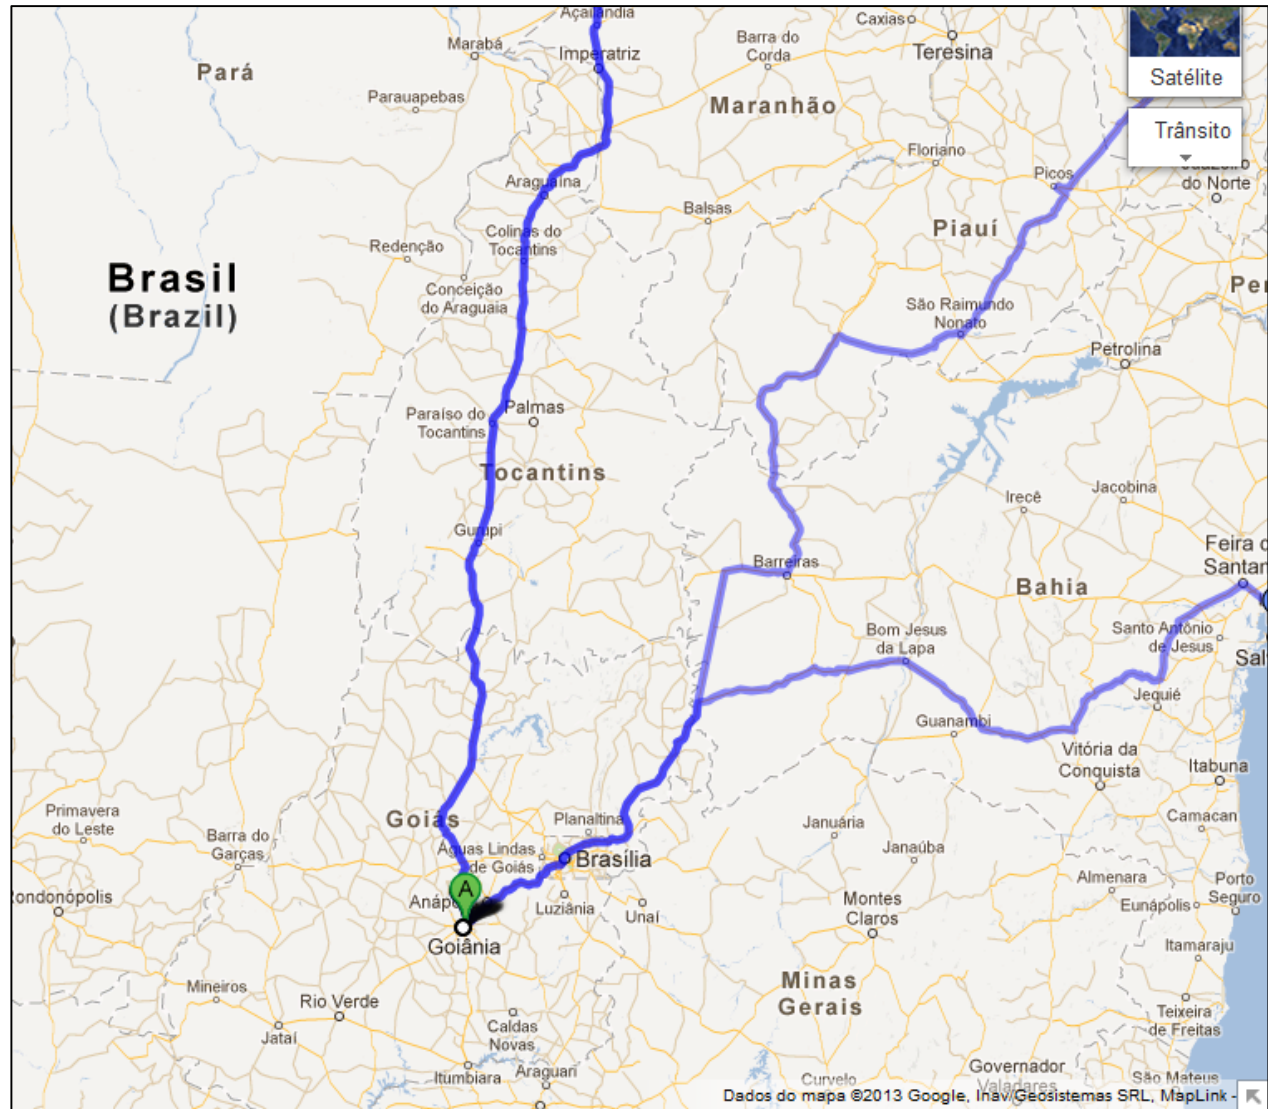 Açailândia
Caxias
Marabá
Imperatriz
Barra do
Corda
Teresina
Satélite
Pará
Parauapebas
Maranhão
Trânsito
Floriano
Picos
do Norte
Araguaína
Balsas
Piauí
Colinas do
Tocantins
Redenção
Brasil
(Brazil)
Conceição
do Araguaia
São Raimundo
Nonato
Petrolina
Palmas
Paraíso do
Tocantins
Tocantins
Irecê
Jacobina
Gurupi
Feira d
Santan
Barreiras
Bahia
Bom Jesus
da Lapa
Santo Antônio
de Jesus
Sal
Jequié
Guanambi
Vitória da
Conquista
Itabuna
Primavera
do Leste
Goiás
Planaltina
Januária
Camacan
Barra do
Garças
Águas Lindas
de Goiás
Brasília
Janaúba
Almenara
Porto
Seguro
Rondonópolis
A
Anáp
Luziânia
Unaí
Montes
Claros
Eunápolis
Goiânia
Itamaraju
Mineiros
Rio Verde
Minas
Gerais
Jataí
Caldas
Novas
Teixeira
de Freitas
Itumbiara
Araguari
Governador
Valadares
Curvelo
São Mateus
Dados do mapa ©2013 Google, Inav/Geosistemas SRL, MapLink -